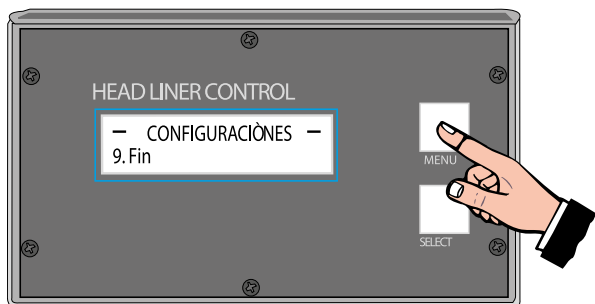 HEAD LINER CONTROL
– CONFIGURACIÒNES –
9. Fin
MENU
SELECT